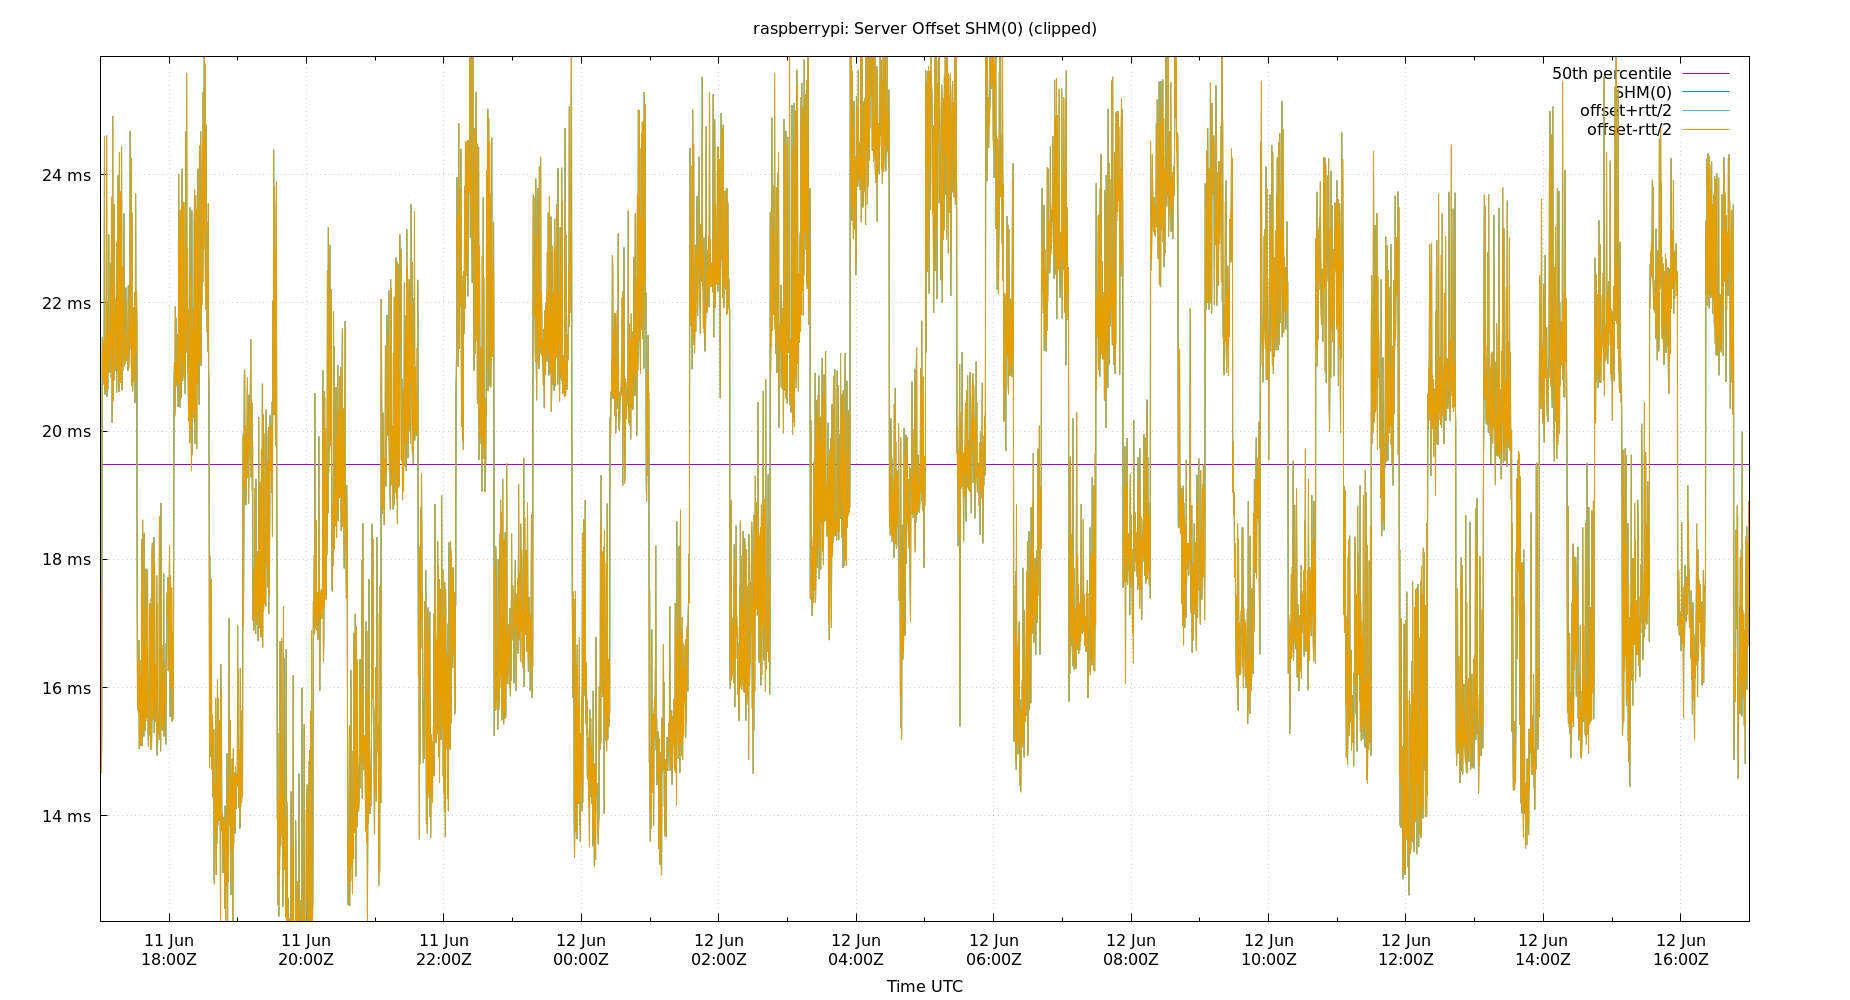 raspberrypi: Server Offset SHM(0) (clipped)
50th percentile
SHM(0)
offset+rtt/2
offset-rtt/2
24 ms
22 ms
20 ms
18 ms
16 ms
14 ms
11 Jun 11 Jun 11 Jun 12 Jun 12 Jun 12 Jun 12 Jun 12 Jun 12 Jun 12 Jun 12 Jun 12 Jun
18:00Z 20:00Z 22:00Z 00:00Z 02:00Z 04:00Z 06:00Z 08:00Z 10:00Z 12:00Z 14:00Z 16:00Z
Time UTC